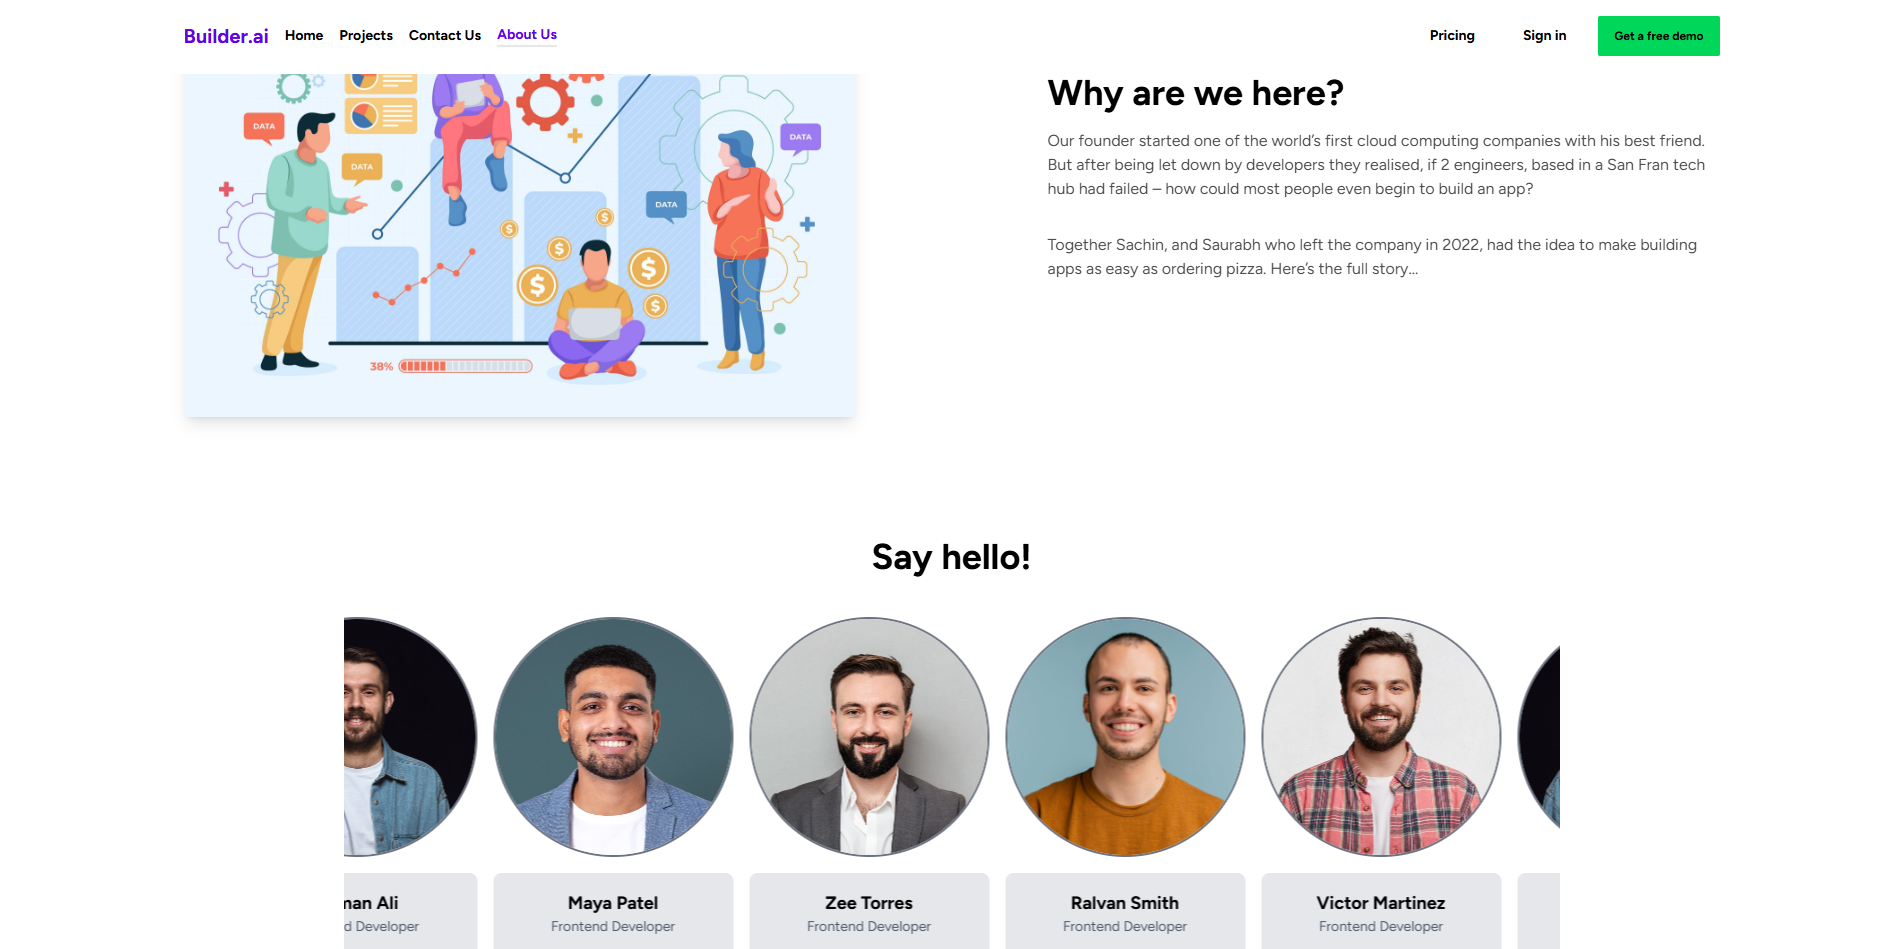 Builder.ai Home Projects Contact Us About Us Pricing Sign in Get a free demo
DATA
DATA
DATA
DATA
38%
Why are we here?
Our founder started one of the world's first cloud computing companies with his best friend.
But after being let down by developers they realised, if 2 engineers, based in a San Fran tech
hub had failed – how could most people even begin to build an app?
Together Sachin, and Saurabh who left the company in 2022, had the idea to make building
apps as easy as ordering pizza. Here's the full story...
Say hello!
Ali Maya Patel Zee Torres Ralvan Smith Victor Martinez
Developer Frontend Developer Frontend Developer Frontend Developer Frontend Developer